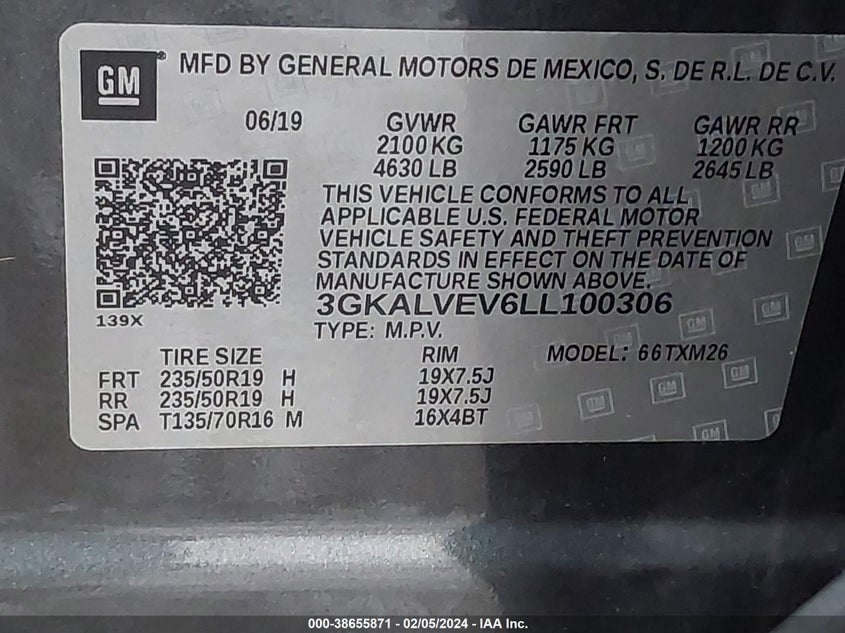 GM
MFD BY GENERAL MOTORS DE MEXICO, S. DE R.L. DE C.V.
06/19 GVWR GAWR FRT GAWR RR
2100 KG 1175 KG 1200 KG
4630 LB 2590 LB 2645 LB
THIS VEHICLE CONFORMS TO ALL
APPLICABLE U.S. FEDERAL MOTOR
VEHICLE SAFETY AND THEFT PREVENTION
STANDARDS IN EFFECT ON THE DATE OF
MANUFACTURE SHOWN ABOVE.
3GKALVEV6LL100306
139X
TYPE: M.P.V.
TIRE SIZE RIM MODEL: 66TXM26
FRT 235/50R19 H 19X7.5J
RR 235/50R19 H 19X7.5J
SPA T135/70R16 M 16X4BT
000-38655871 - 02/05/2024 - IAA Inc.